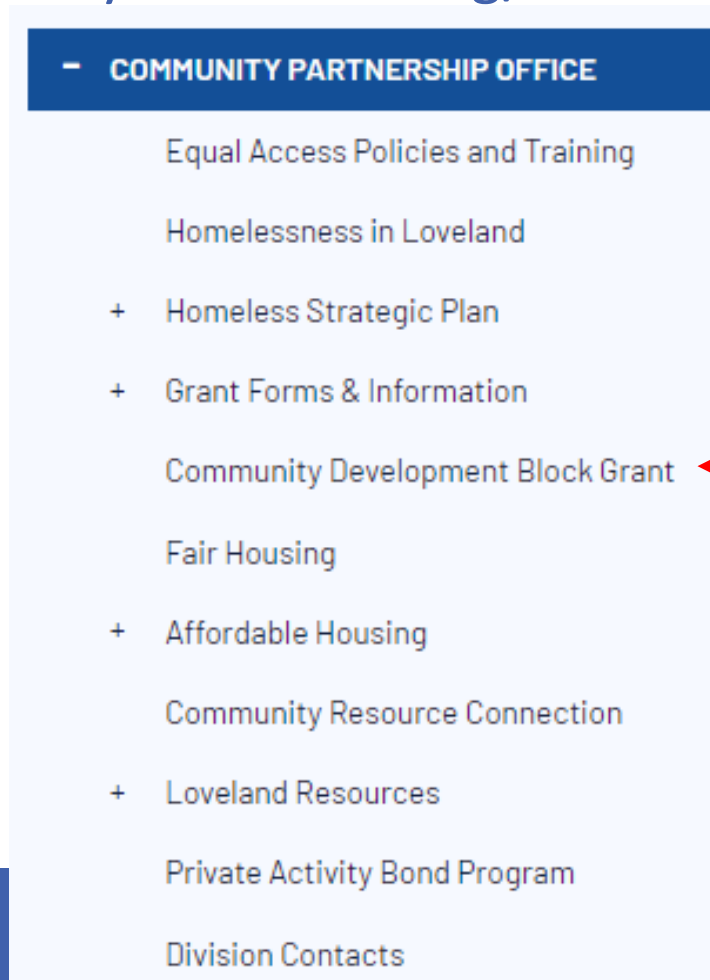 − COMMUNITY PARTNERSHIP OFFICE
Equal Access Policies and Training
Homelessness in Loveland
+ Homeless Strategic Plan
+ Grant Forms & Information
Community Development Block Grant
Fair Housing
+ Affordable Housing
Community Resource Connection
+ Loveland Resources
Private Activity Bond Program
Division Contacts